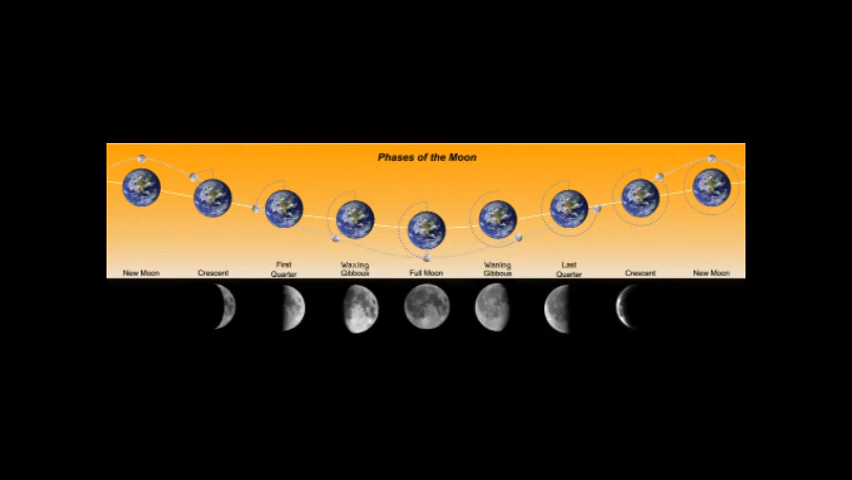 Phases of the Moon
New Moon
Crescent
First
Quarter
Waxing
Gibbous
Full Moon
Waning
Gibbous
Last
Quarter
Crescent
New Moon